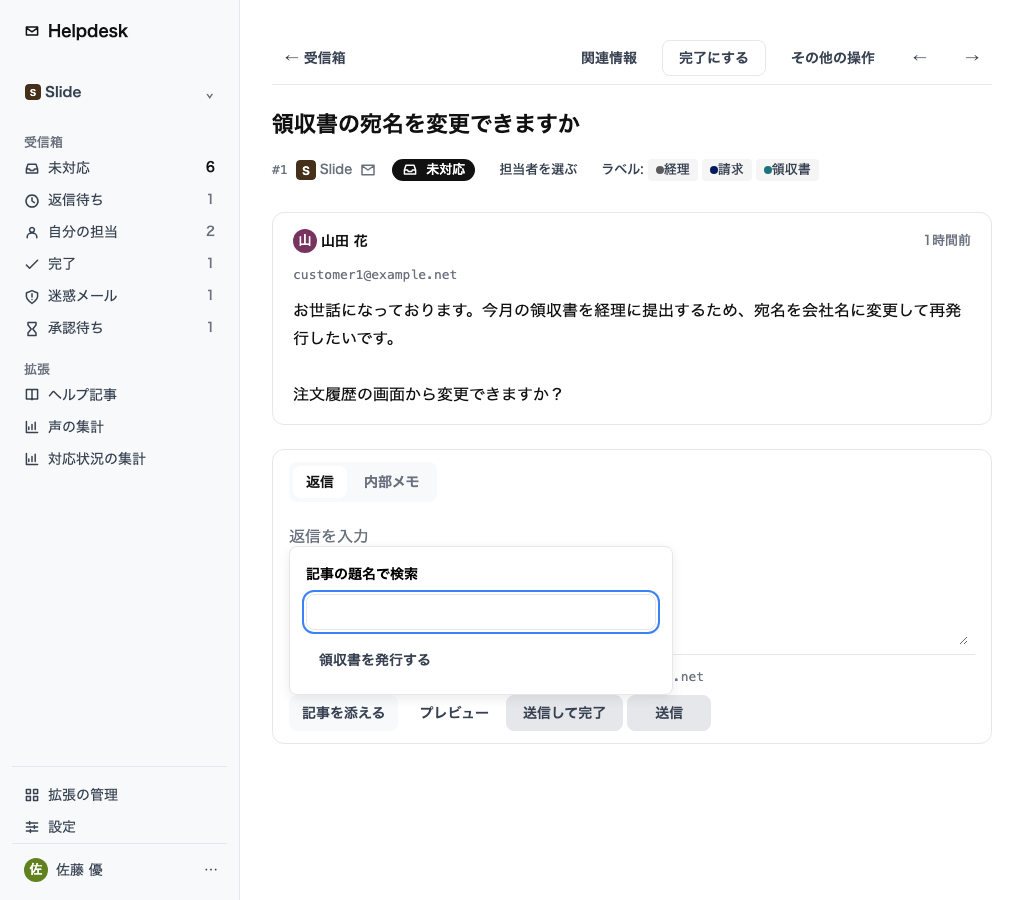 Helpdesk
S Slide
受信箱
未対応 6
返信待ち 1
自分の担当 2
完了 1
迷惑メール 1
承認待ち 1
拡張
ヘルプ記事
声の集計
対応状況の集計
拡張の管理
設定
佐 佐藤 優 ···
← 受信箱 関連情報 完了にする その他の操作 ← →
領収書の宛名を変更できますか
#1 S Slide 未対応 担当者を選ぶ ラベル: 経理 請求 領収書
山 山田 花 1時間前
customer1@example.net
お世話になっております。今月の領収書を経理に提出するため、宛名を会社名に変更して再発
行したいです。
注文履歴の画面から変更できますか？
返信 内部メモ
返信を入力
記事の題名で検索
領収書を発行する
.net
記事を添える プレビュー 送信して完了 送信